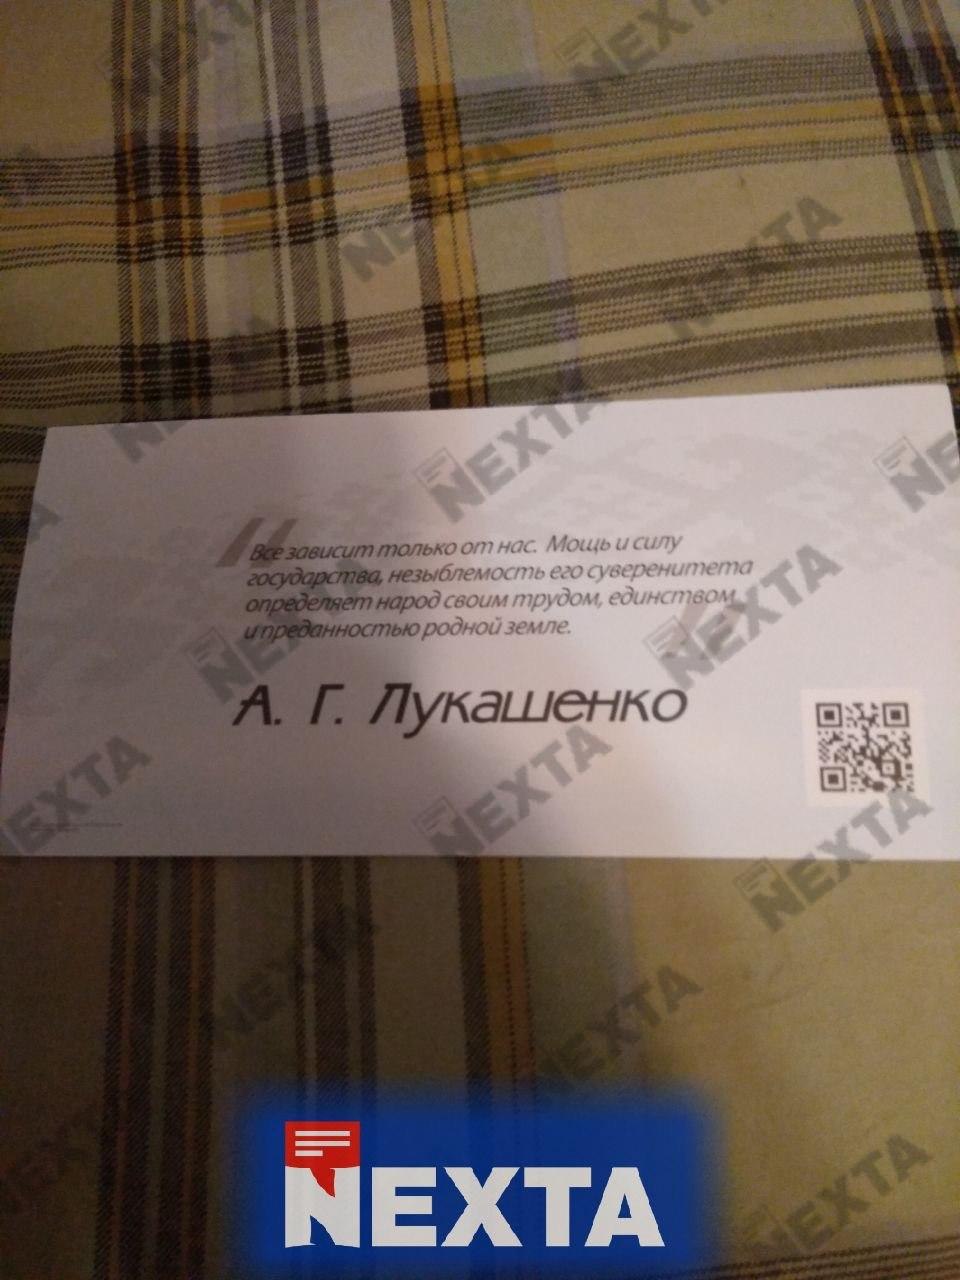 Все зависит только от нас. Мощь и силу
государства, незыблемость его суверенитета
определяет народ своим трудом, единством
и преданностью родной земле.
А. Г. Лукашенко
NEXTA